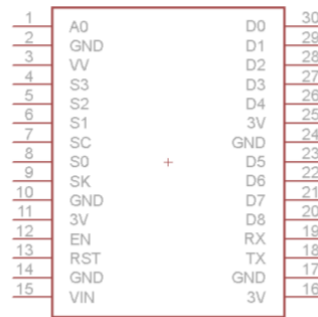 1 A0 D0 30
2 GND D1 29
3 VV D2 28
4 S3 D3 27
5 S2 D4 26
6 S1 3V 25
7 SC GND 24
8 S0 D5 23
9 SK D6 22
10 GND D7 21
11 3V D8 20
12 EN RX 19
13 RST TX 18
14 GND GND 17
15 VIN 3V 16